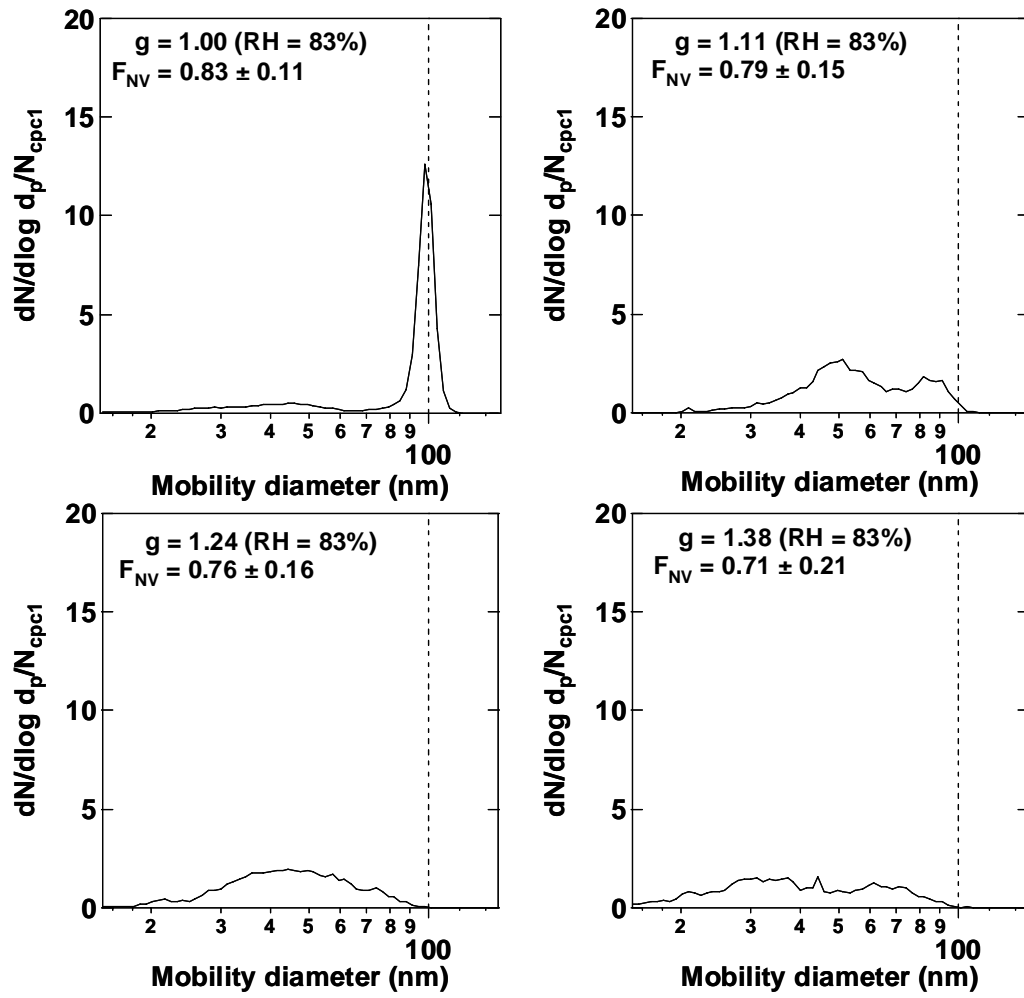 g = 1.00 (RH = 83%)
F_NV = 0.83 ± 0.11
dN/dlog d_p/N_cpc1
20
15
10
5
0
2 3 4 5 6 7 8 9
100
Mobility diameter (nm)
g = 1.11 (RH = 83%)
F_NV = 0.79 ± 0.15
dN/dlog d_p/N_cpc1
20
15
10
5
0
2 3 4 5 6 7 8 9
100
Mobility diameter (nm)
g = 1.24 (RH = 83%)
F_NV = 0.76 ± 0.16
dN/dlog d_p/N_cpc1
20
15
10
5
0
2 3 4 5 6 7 8 9
100
Mobility diameter (nm)
g = 1.38 (RH = 83%)
F_NV = 0.71 ± 0.21
dN/dlog d_p/N_cpc1
20
15
10
5
0
2 3 4 5 6 7 8 9
100
Mobility diameter (nm)